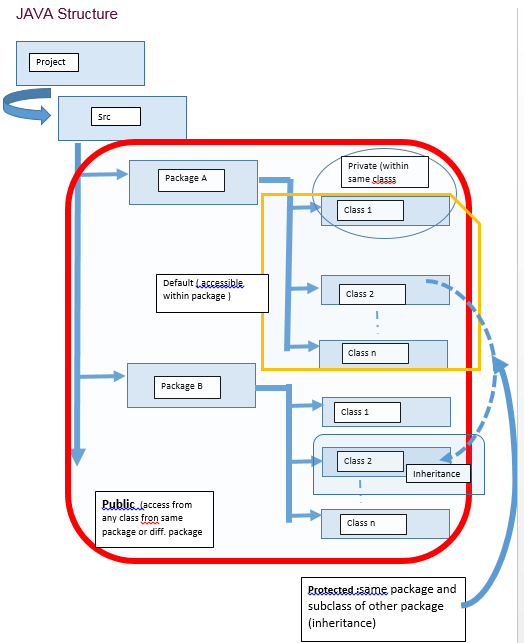 JAVA Structure
Project
Src
Package A
Private (within
same classs
Class 1
Default ( accessible
within package )
Class 2
Class n
Package B
Class 1
Class 2
Inheritance
Public (access from
any class fron same
package or diff. package
Class n
Protected :same package and
subclass of other package
(inheritance)